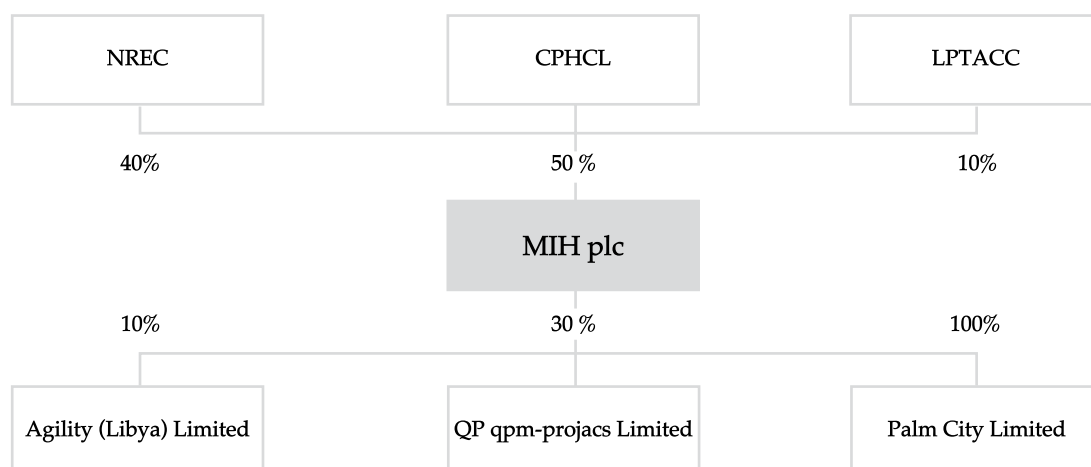 NREC
CPHCL
LPTACC
40%
50 %
10%
MIH plc
10%
30 %
100%
Agility (Libya) Limited
QP qpm-projacs Limited
Palm City Limited